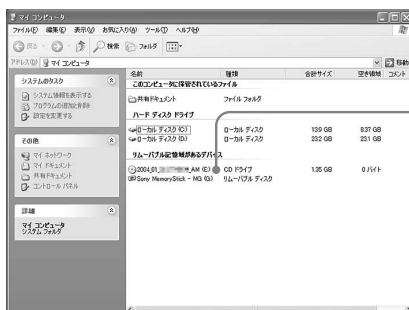 マイ コンピュータ
ファイル(F) 編集(E) 表示(V) お気に入り(A) ツール(T) ヘルプ(H)
戻る 検索 フォルダ
アドレス(D) マイ コンピュータ 移動
システムのタスク
システム情報を表示する
プログラムの追加と削除
設定を変更する
その他
マイ ネットワーク
マイ ドキュメント
共有ドキュメント
コントロール パネル
詳細
マイ コンピュータ
システム フォルダ
名前 種類 合計サイズ 空き領域 コメント
このコンピュータに保管されているファイル
共有ドキュメント ファイル フォルダ
ハード ディスク ドライブ
ローカル ディスク (C:) ローカル ディスク
ローカル ディスク (D:) ローカル ディスク
リムーバブル記憶域があるデバイス
CD ドライブ 1.35 GB 0 バイト
Sony MemoryStick - MG (G:) リムーバブル ディスク